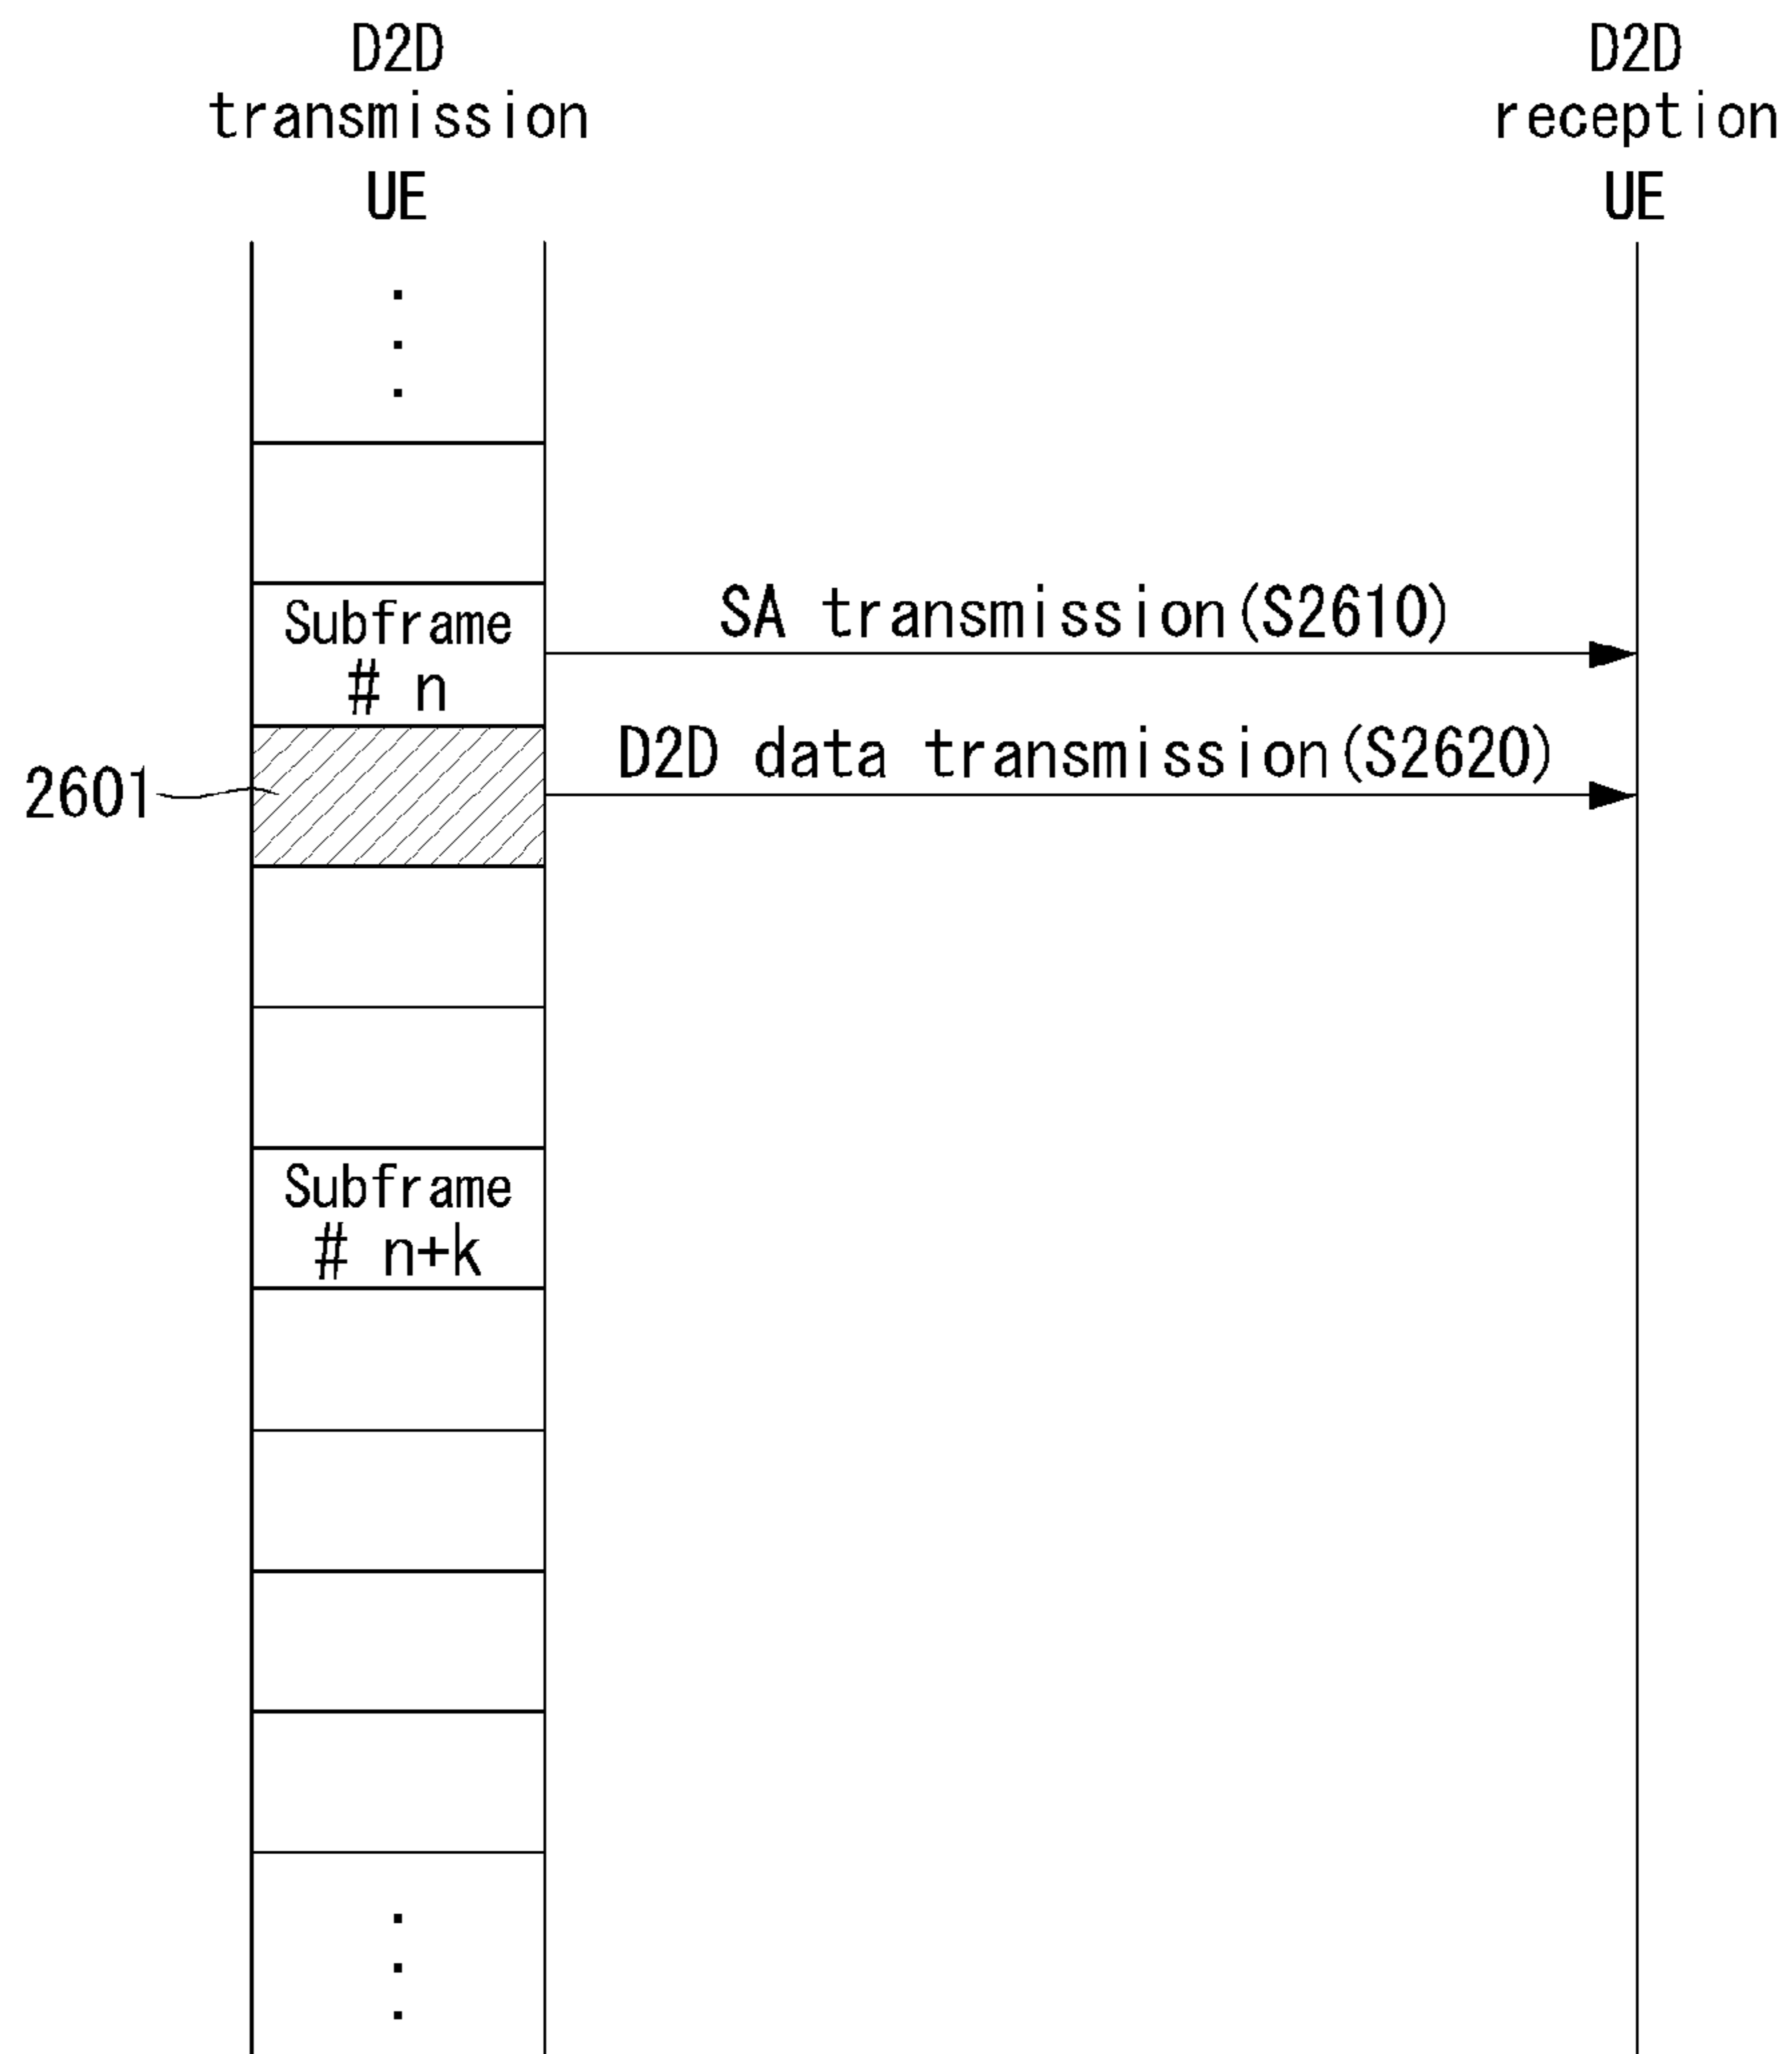 D2D
transmission
UE
D2D
reception
UE
Subframe
# n
SA transmission(S2610)
2601
D2D data transmission(S2620)
Subframe
# n+k